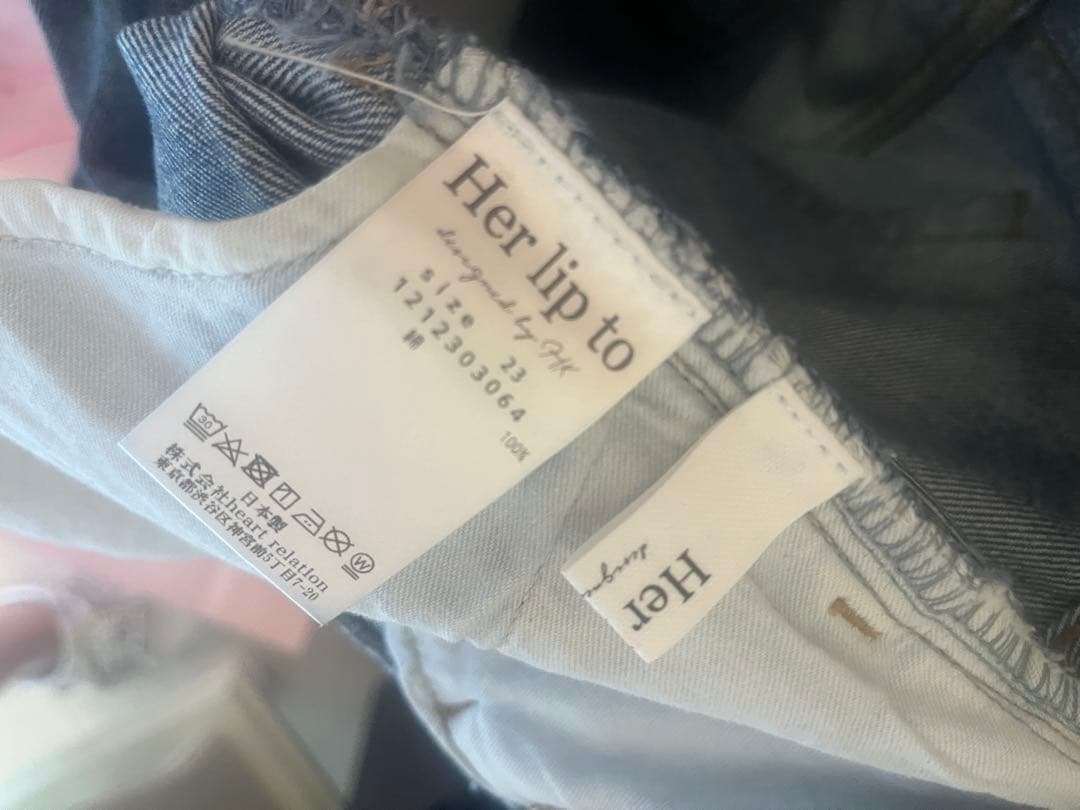 Her lip to
designed by HK
size 23
1212303064
綿 100%
30
W
日本製
株式会社heart relation
東京都渋谷区神宮前5丁目7-20
Her
designe